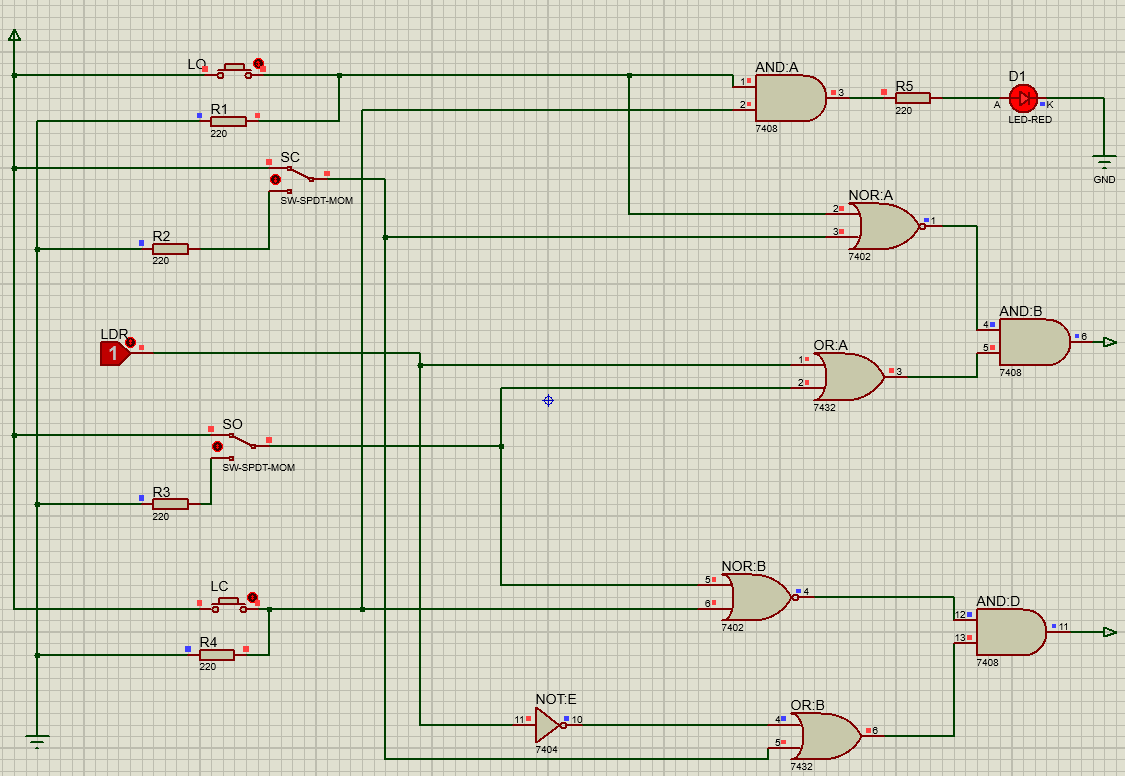 LO
R1
220
SC
SW-SPDT-MOM
R2
220
LDR
1
SO
SW-SPDT-MOM
R3
220
LC
R4
220
AND:A
1
2
3
7408
R5
220
D1
A
K
LED-RED
GND
NOR:A
2
3
1
7402
AND:B
4
5
6
7408
OR:A
1
2
3
7432
NOR:B
5
6
4
7402
AND:D
12
13
11
7408
NOT:E
11
10
7404
OR:B
4
5
6
7432